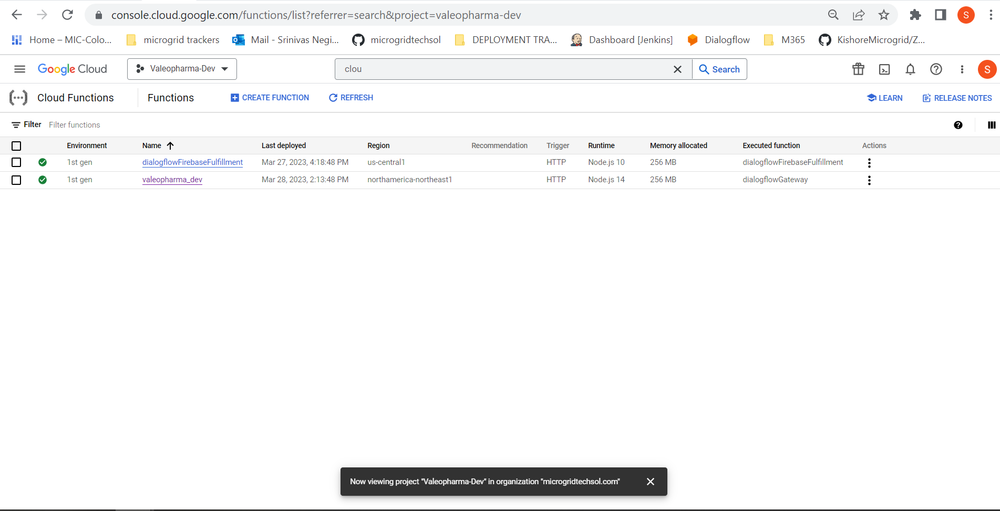 console.cloud.google.com/functions/list?referrer=search&project=valeopharma-dev
S
Home – MIC-Colo... microgrid trackers Mail - Srinivas Negi... microgridtechsol DEPLOYMENT TRA... Dashboard [Jenkins] Dialogflow M365 KishoreMicrogrid/Z...
Google Cloud Valeopharma-Dev clou Search S
Cloud Functions Functions CREATE FUNCTION REFRESH LEARN RELEASE NOTES
Filter Filter functions
Environment Name Last deployed Region Recommendation Trigger Runtime Memory allocated Executed function Actions
1st gen dialogflowFirebaseFulfillment Mar 27, 2023, 4:18:48 PM us-central1 HTTP Node.js 10 256 MB dialogflowFirebaseFulfillment
1st gen valeopharma_dev Mar 28, 2023, 2:13:48 PM northamerica-northeast1 HTTP Node.js 14 256 MB dialogflowGateway
Now viewing project "Valeopharma-Dev" in organization "microgridtechsol.com"